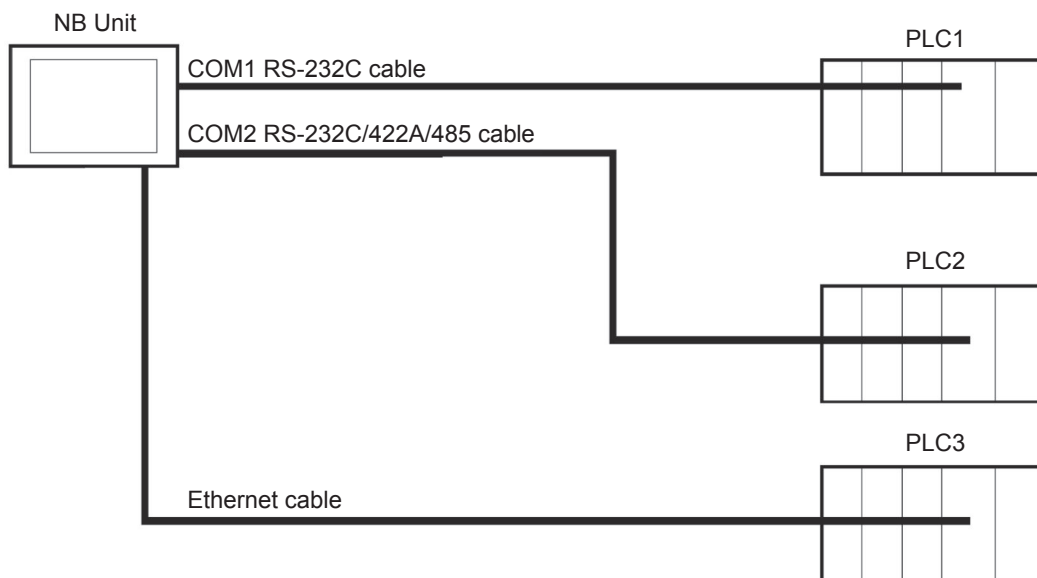 NB Unit
PLC1
COM1 RS-232C cable
COM2 RS-232C/422A/485 cable
PLC2
PLC3
Ethernet cable